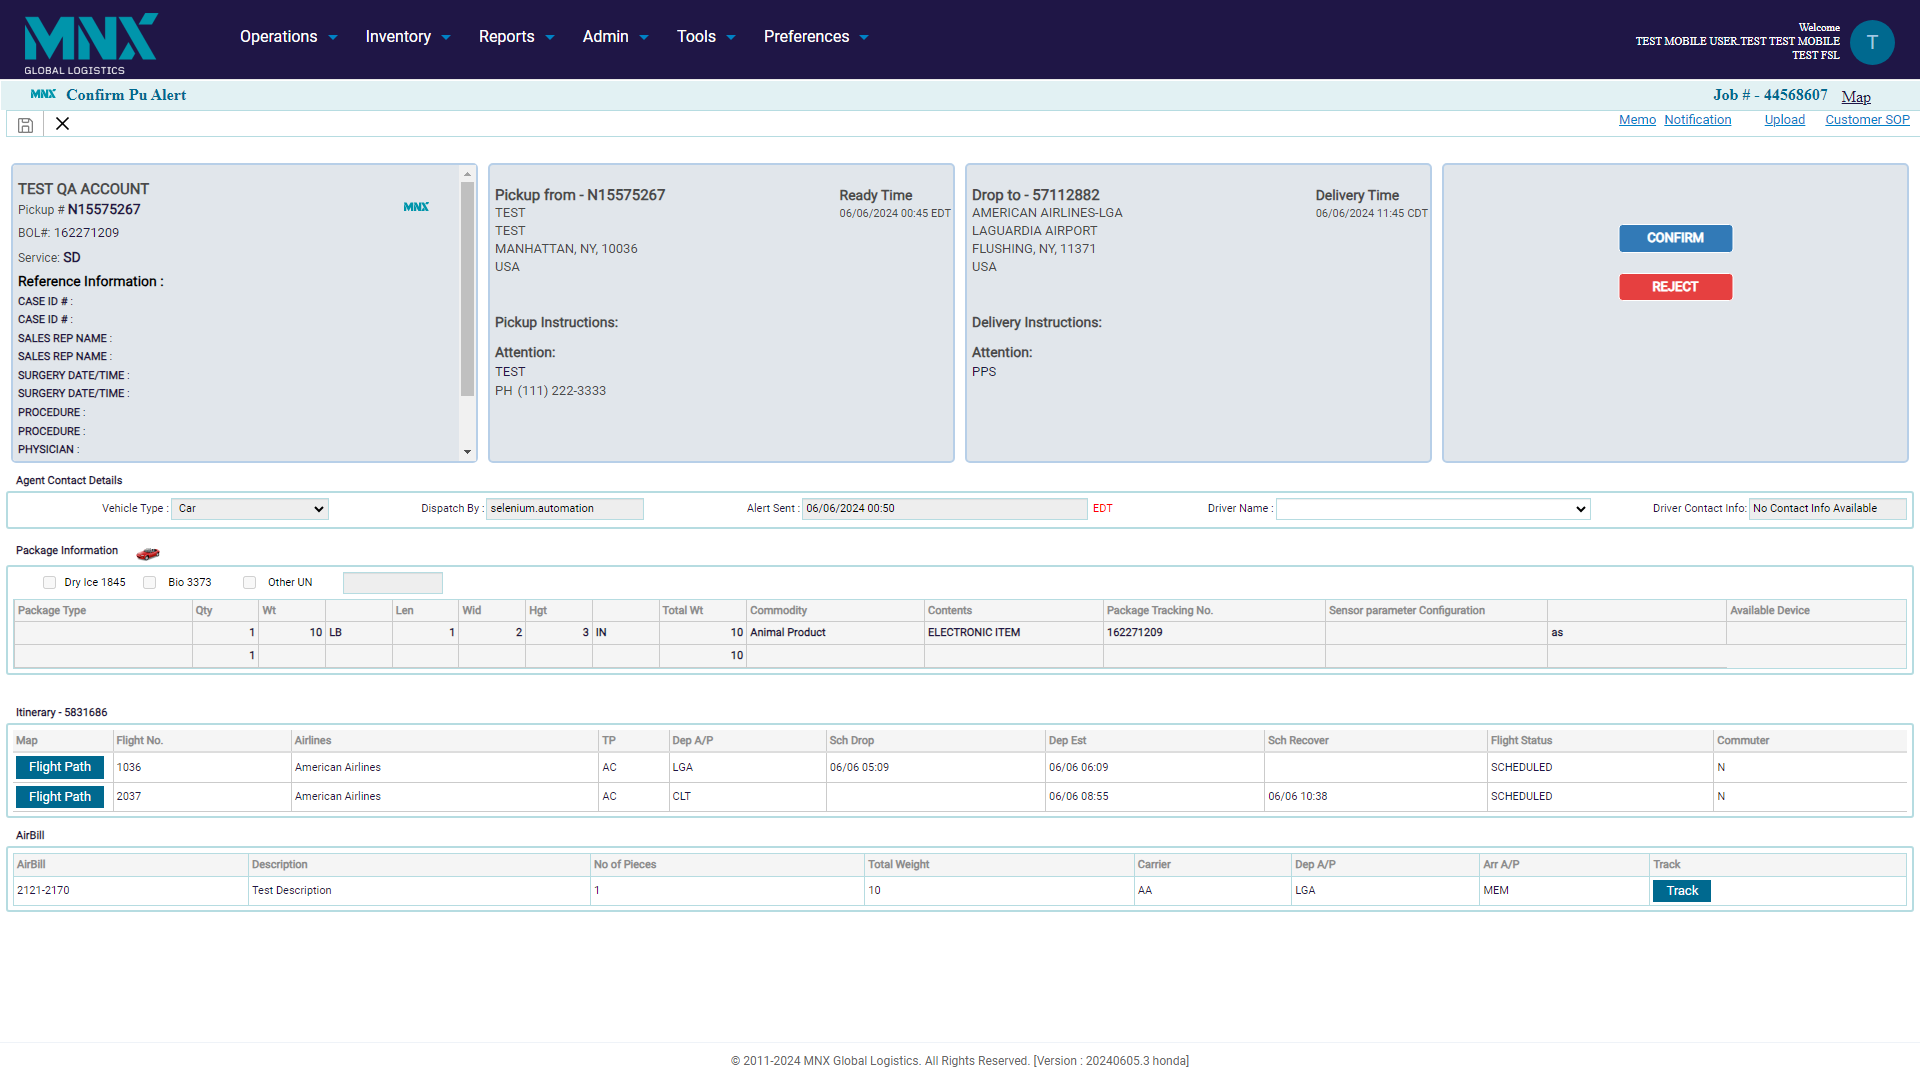 MNX
GLOBAL LOGISTICS
Operations Inventory Reports Admin Tools Preferences
Welcome
TEST MOBILE USER.TEST TEST MOBILE
TEST FSL
T
MNX Confirm Pu Alert
Job # - 44568607 Map
Memo Notification Upload Customer SOP
TEST QA ACCOUNT
Pickup # N15575267
MNX
BOL#: 162271209
Service: SD
Reference Information :
CASE ID # :
CASE ID # :
SALES REP NAME :
SALES REP NAME :
SURGERY DATE/TIME :
SURGERY DATE/TIME :
PROCEDURE :
PROCEDURE :
PHYSICIAN :
Pickup from - N15575267 Ready Time
TEST 06/06/2024 00:45 EDT
TEST
MANHATTAN, NY, 10036
USA
Pickup Instructions:
Attention:
TEST
PH (111) 222-3333
Drop to - 57112882 Delivery Time
AMERICAN AIRLINES-LGA 06/06/2024 11:45 CDT
LAGUARDIA AIRPORT
FLUSHING, NY, 11371
USA
Delivery Instructions:
Attention:
PPS
CONFIRM
REJECT
Agent Contact Details
Vehicle Type : Car Dispatch By : selenium.automation Alert Sent : 06/06/2024 00:50 EDT Driver Name : Driver Contact Info: No Contact Info Available
Package Information
Dry Ice 1845 Bio 3373 Other UN
Package Type Qty Wt Len Wid Hgt Total Wt Commodity Contents Package Tracking No. Sensor parameter Configuration Available Device
1 10 LB 1 2 3 IN 10 Animal Product ELECTRONIC ITEM 162271209 as
1 10
Itinerary - 5831686
Map Flight No. Airlines TP Dep A/P Sch Drop Dep Est Sch Recover Flight Status Commuter
Flight Path 1036 American Airlines AC LGA 06/06 05:09 06/06 06:09 SCHEDULED N
Flight Path 2037 American Airlines AC CLT 06/06 08:55 06/06 10:38 SCHEDULED N
AirBill
AirBill Description No of Pieces Total Weight Carrier Dep A/P Arr A/P Track
2121-2170 Test Description 1 10 AA LGA MEM Track
© 2011-2024 MNX Global Logistics. All Rights Reserved. [Version : 20240605.3 honda]